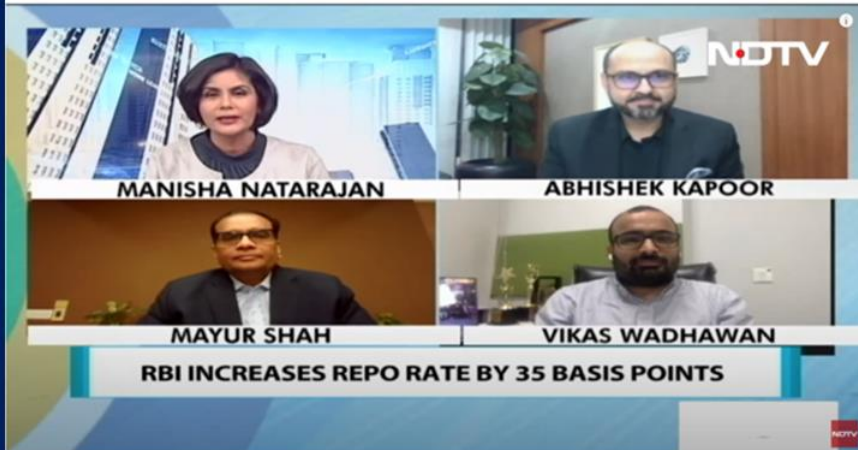 NDTV
MANISHA NATARAJAN
ABHISHEK KAPOOR
MAYUR SHAH
VIKAS WADHAWAN
RBI INCREASES REPO RATE BY 35 BASIS POINTS
NDTV